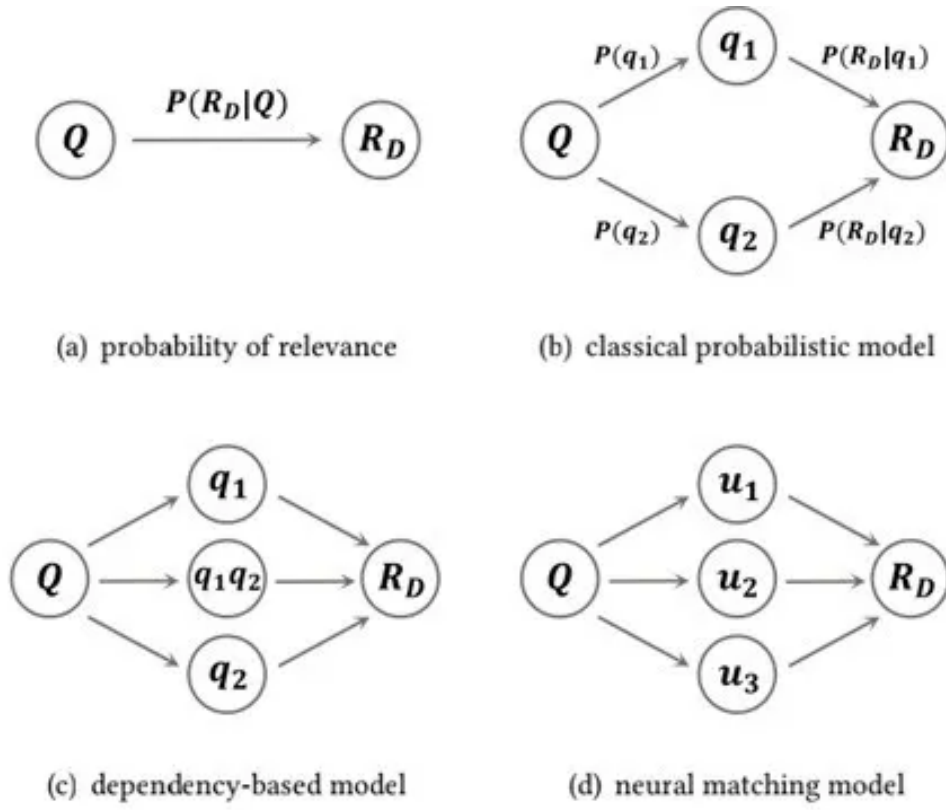 P(R_D|Q)
Q
R_D
(a) probability of relevance
q_1
P(q_1)
P(R_D|q_1)
Q
R_D
P(q_2)
P(R_D|q_2)
q_2
(b) classical probabilistic model
q_1
Q
q_1q_2
R_D
q_2
(c) dependency-based model
u_1
Q
u_2
R_D
u_3
(d) neural matching model